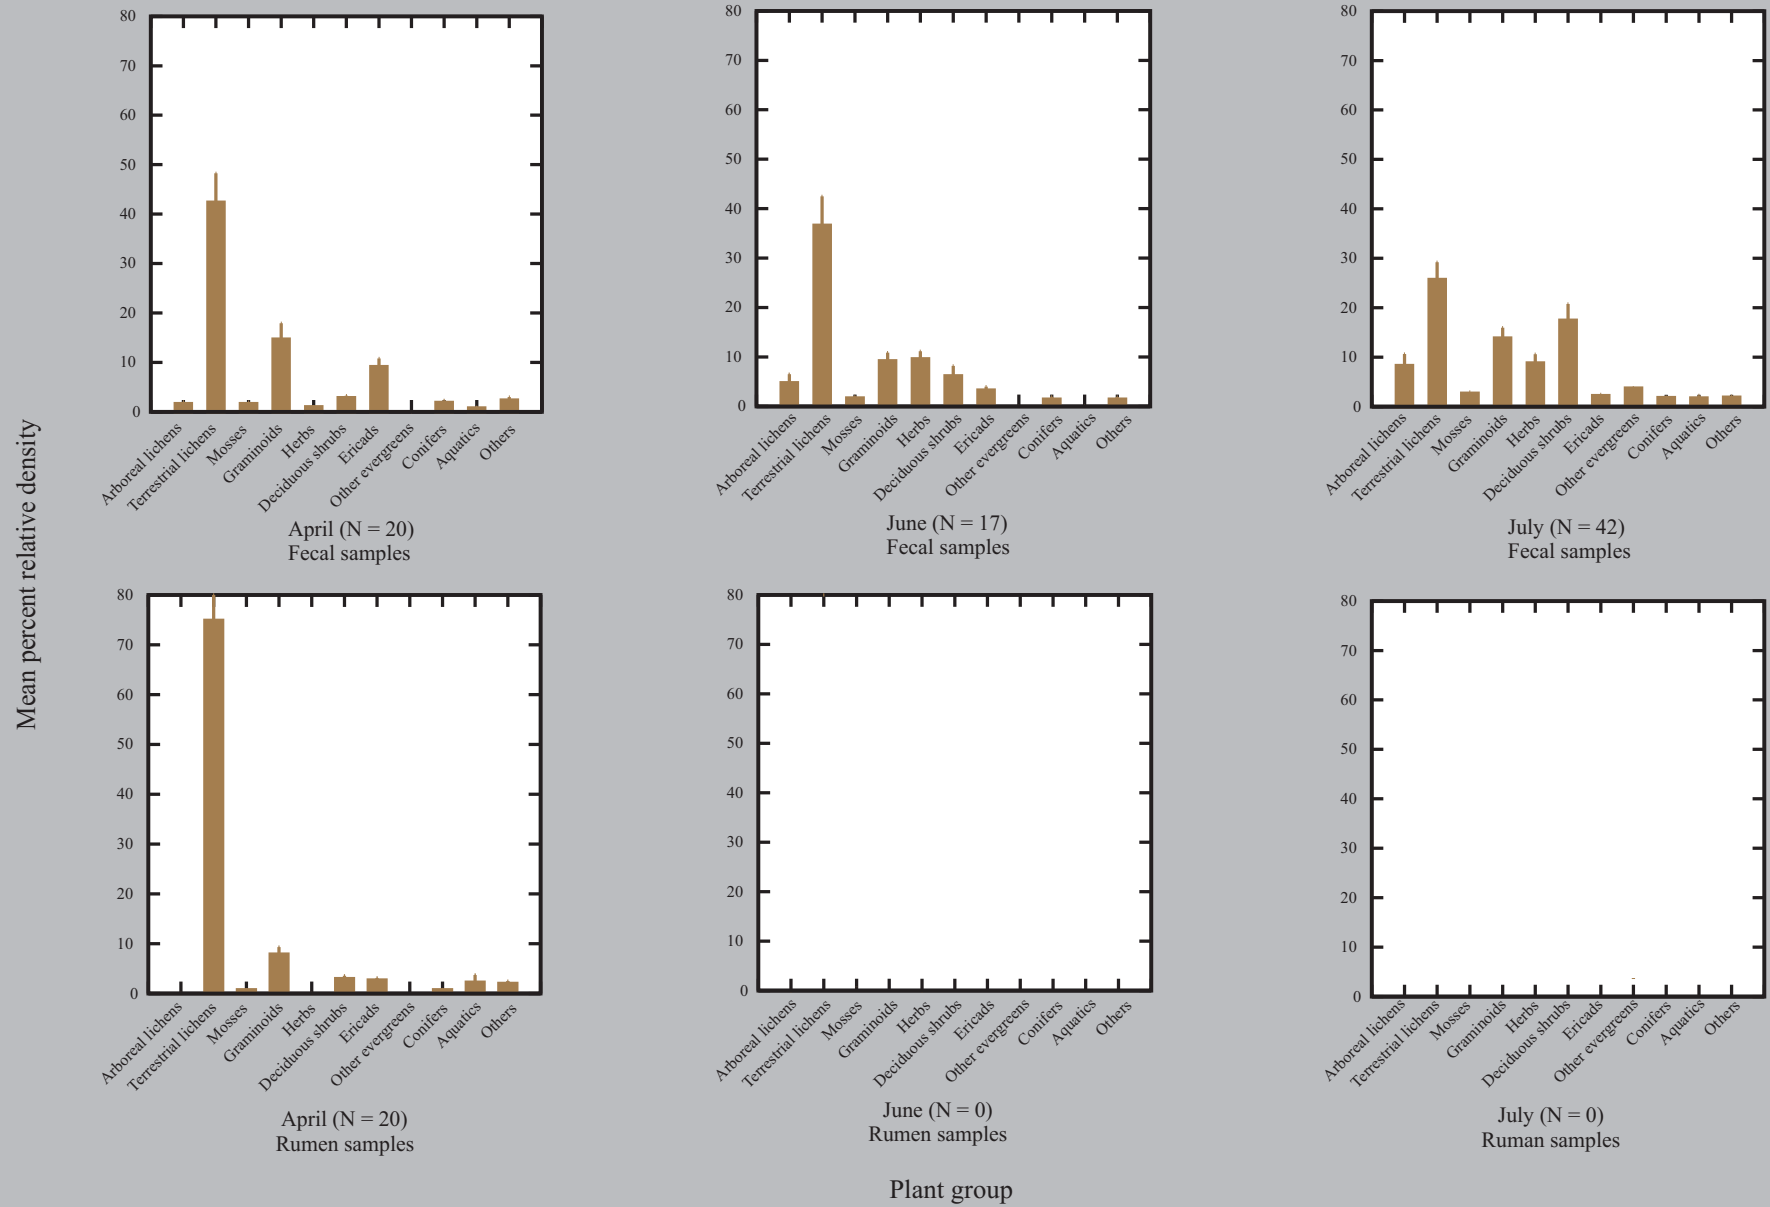 Mean percent relative density
80
70
60
50
40
30
20
10
0
Arboreal lichens
Terrestrial lichens
Mosses
Graminoids
Herbs
Deciduous shrubs
Ericads
Other evergreens
Conifers
Aquatics
Others
April (N = 20)
Fecal samples
80
70
60
50
40
30
20
10
0
Arboreal lichens
Terrestrial lichens
Mosses
Graminoids
Herbs
Deciduous shrubs
Ericads
Other evergreens
Conifers
Aquatics
Others
June (N = 17)
Fecal samples
80
70
60
50
40
30
20
10
0
Arboreal lichens
Terrestrial lichens
Mosses
Graminoids
Herbs
Deciduous shrubs
Ericads
Other evergreens
Conifers
Aquatics
Others
July (N = 42)
Fecal samples
80
70
60
50
40
30
20
10
0
Arboreal lichens
Terrestrial lichens
Mosses
Graminoids
Herbs
Deciduous shrubs
Ericads
Other evergreens
Conifers
Aquatics
Others
April (N = 20)
Rumen samples
80
70
60
50
40
30
20
10
0
Arboreal lichens
Terrestrial lichens
Mosses
Graminoids
Herbs
Deciduous shrubs
Ericads
Other evergreens
Conifers
Aquatics
Others
June (N = 0)
Rumen samples
80
70
60
50
40
30
20
10
0
Arboreal lichens
Terrestrial lichens
Mosses
Graminoids
Herbs
Deciduous shrubs
Ericads
Other evergreens
Conifers
Aquatics
Others
July (N = 0)
Ruman samples
Plant group